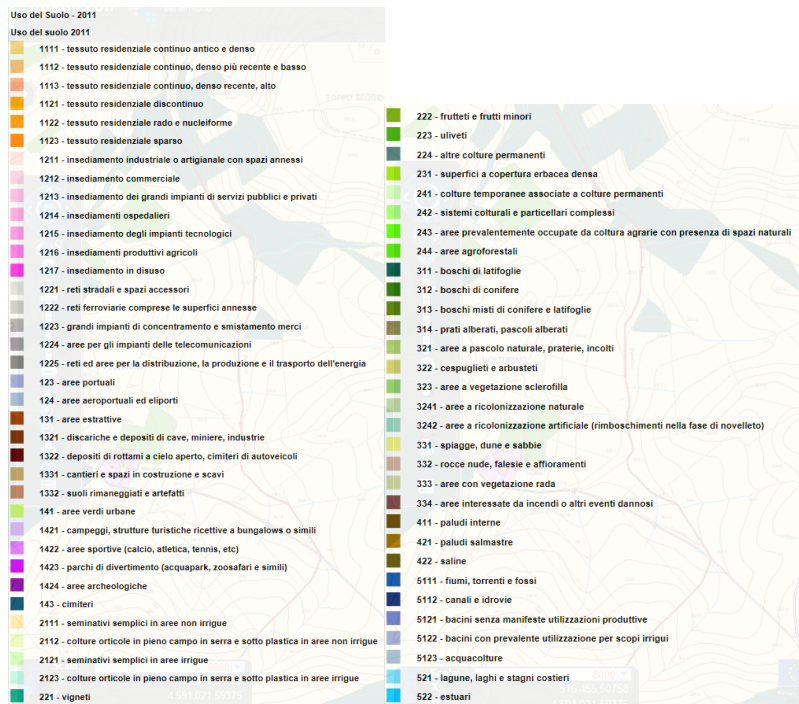 Uso del Suolo - 2011
Uso del suolo 2011
1111 - tessuto residenziale continuo antico e denso
1112 - tessuto residenziale continuo, denso più recente e basso
1113 - tessuto residenziale continuo, denso recente, alto
1121 - tessuto residenziale discontinuo
1122 - tessuto residenziale rado e nucleiforme
1123 - tessuto residenziale sparso
1211 - insediamento industriale o artigianale con spazi annessi
1212 - insediamento commerciale
1213 - insediamento dei grandi impianti di servizi pubblici e privati
1214 - insediamenti ospedalieri
1215 - insediamento degli impianti tecnologici
1216 - insediamenti produttivi agricoli
1217 - insediamento in disuso
1221 - reti stradali e spazi accessori
1222 - reti ferroviarie comprese le superfici annesse
1223 - grandi impianti di concentramento e smistamento merci
1224 - aree per gli impianti delle telecomunicazioni
1225 - reti ed aree per la distribuzione, la produzione e il trasporto dell'energia
123 - aree portuali
124 - aree aeroportuali ed eliporti
131 - aree estrattive
1321 - discariche e depositi di cave, miniere, industrie
1322 - depositi di rottami a cielo aperto, cimiteri di autoveicoli
1331 - cantieri e spazi in costruzione e scavi
1332 - suoli rimaneggiati e artefatti
141 - aree verdi urbane
1421 - campeggi, strutture turistiche ricettive a bungalows o simili
1422 - aree sportive (calcio, atletica, tennis, etc)
1423 - parchi di divertimento (acquapark, zoosafari e simili)
1424 - aree archeologiche
143 - cimiteri
2111 - seminativi semplici in aree non irrigue
2112 - colture orticole in pieno campo in serra e sotto plastica in aree non irrigue
2121 - seminativi semplici in aree irrigue
2123 - colture orticole in pieno campo in serra e sotto plastica in aree irrigue
221 - vigneti
222 - frutteti e frutti minori
223 - uliveti
224 - altre colture permanenti
231 - superfici a copertura erbacea densa
241 - colture temporanee associate a colture permanenti
242 - sistemi colturali e particellari complessi
243 - aree prevalentemente occupate da coltura agrarie con presenza di spazi naturali
244 - aree agroforestali
311 - boschi di latifoglie
312 - boschi di conifere
313 - boschi misti di conifere e latifoglie
314 - prati alberati, pascoli alberati
321 - aree a pascolo naturale, praterie, incolti
322 - cespuglieti e arbusteti
323 - aree a vegetazione sclerofilla
3241 - aree a ricolonizzazione naturale
3242 - aree a ricolonizzazione artificiale (rimboschimenti nella fase di novelleto)
331 - spiagge, dune e sabbie
332 - rocce nude, falesie e affioramenti
333 - aree con vegetazione rada
334 - aree interessate da incendi o altri eventi dannosi
411 - paludi interne
421 - paludi salmastre
422 - saline
5111 - fiumi, torrenti e fossi
5112 - canali e idrovie
5121 - bacini senza manifeste utilizzazioni produttive
5122 - bacini con prevalente utilizzazione per scopi irrigui
5123 - acquacolture
521 - lagune, laghi e stagni costieri
522 - estuari